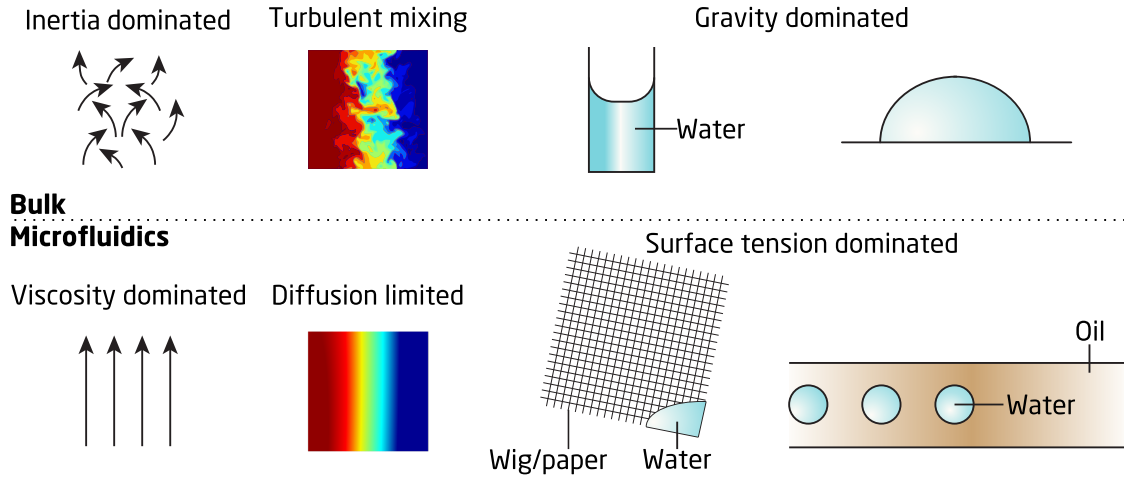 Inertia dominated
Turbulent mixing
Gravity dominated
Water
Bulk
Microfluidics
Surface tension dominated
Viscosity dominated
Diffusion limited
Oil
Water
Wig/paper
Water